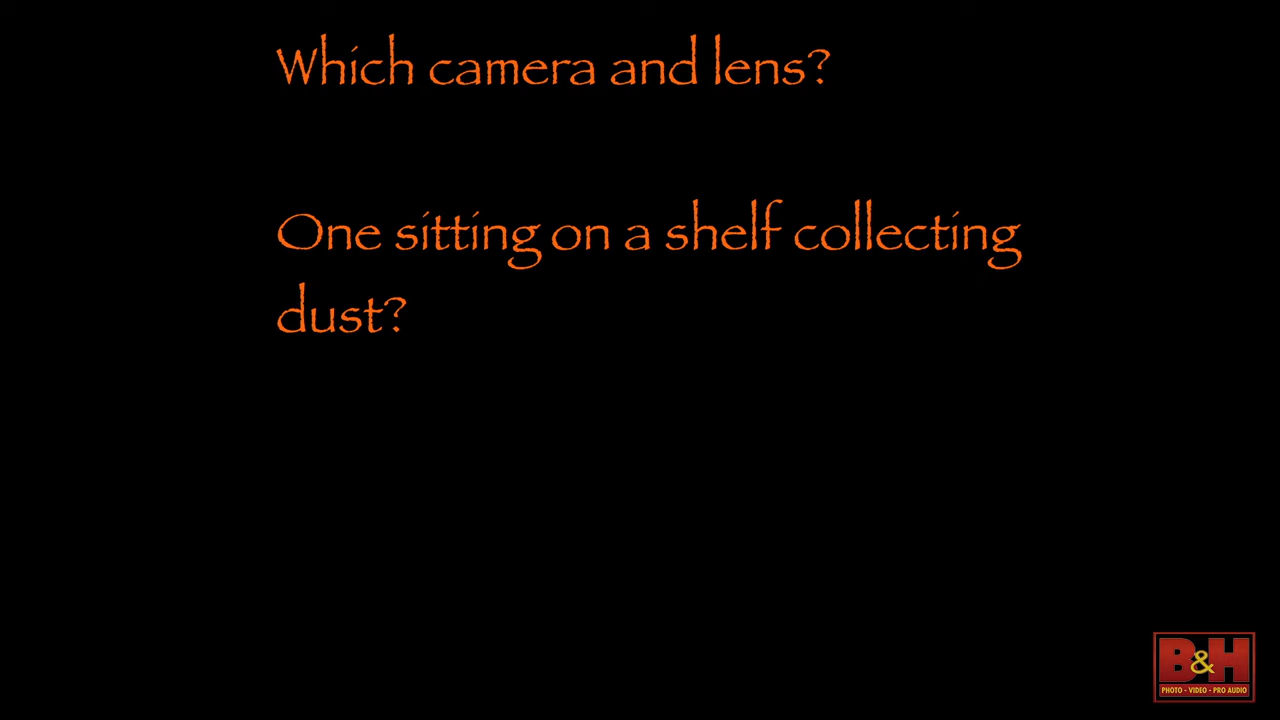 Which camera and lens?
One sitting on a shelf collecting
dust?
B&H
PHOTO - VIDEO - PRO AUDIO